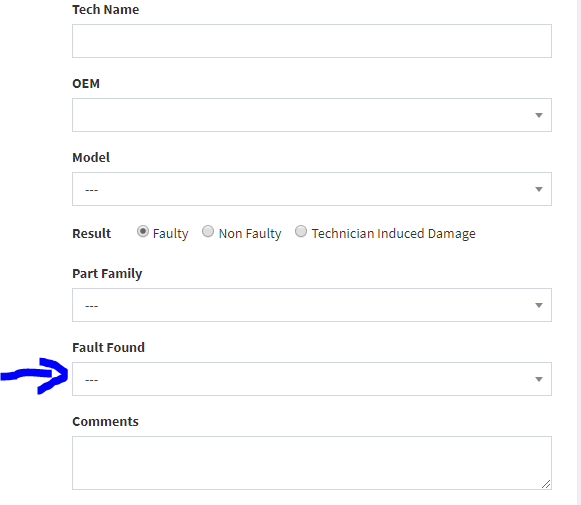 Tech Name
OEM
Model
---
Result Faulty Non Faulty Technician Induced Damage
Part Family
---
Fault Found
---
Comments